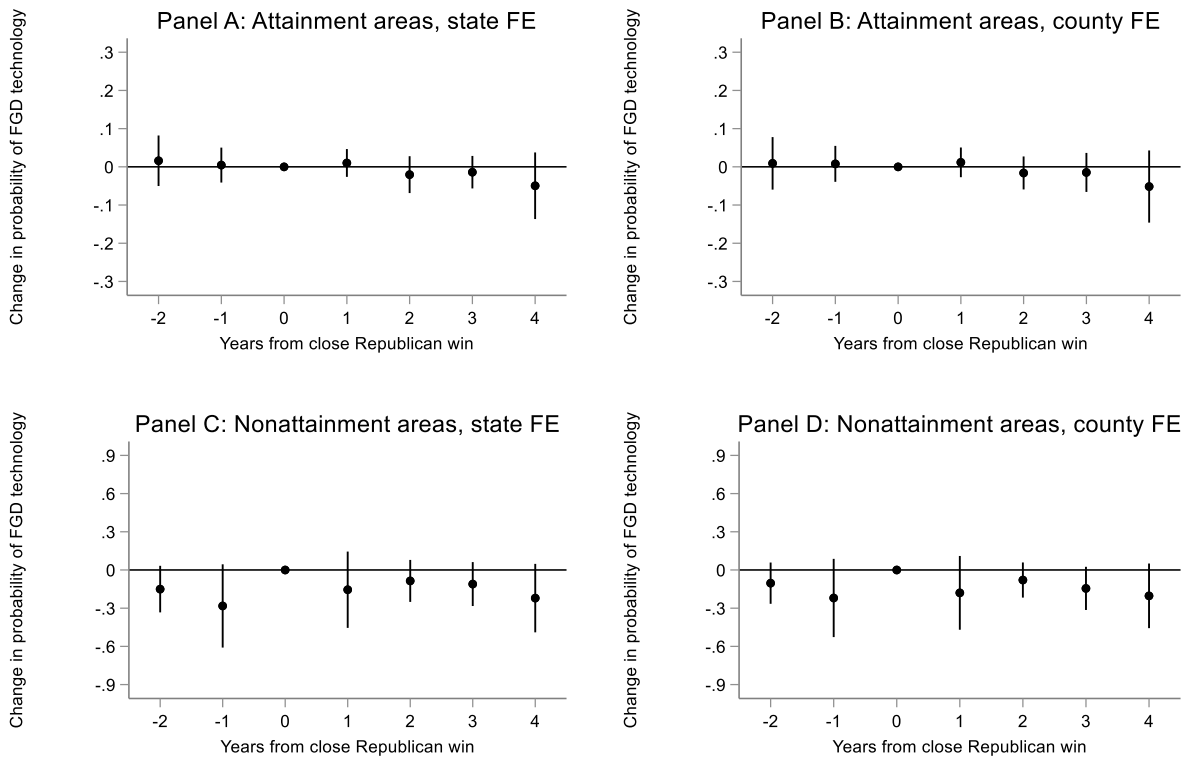 Panel A: Attainment areas, state FE
Change in probability of FGD technology
.3
.2
.1
0
-.1
-.2
-.3
-2 -1 0 1 2 3 4
Years from close Republican win
Panel B: Attainment areas, county FE
Change in probability of FGD technology
.3
.2
.1
0
-.1
-.2
-.3
-2 -1 0 1 2 3 4
Years from close Republican win
Panel C: Nonattainment areas, state FE
Change in probability of FGD technology
.9
.6
.3
0
-.3
-.6
-.9
-2 -1 0 1 2 3 4
Years from close Republican win
Panel D: Nonattainment areas, county FE
Change in probability of FGD technology
.9
.6
.3
0
-.3
-.6
-.9
-2 -1 0 1 2 3 4
Years from close Republican win